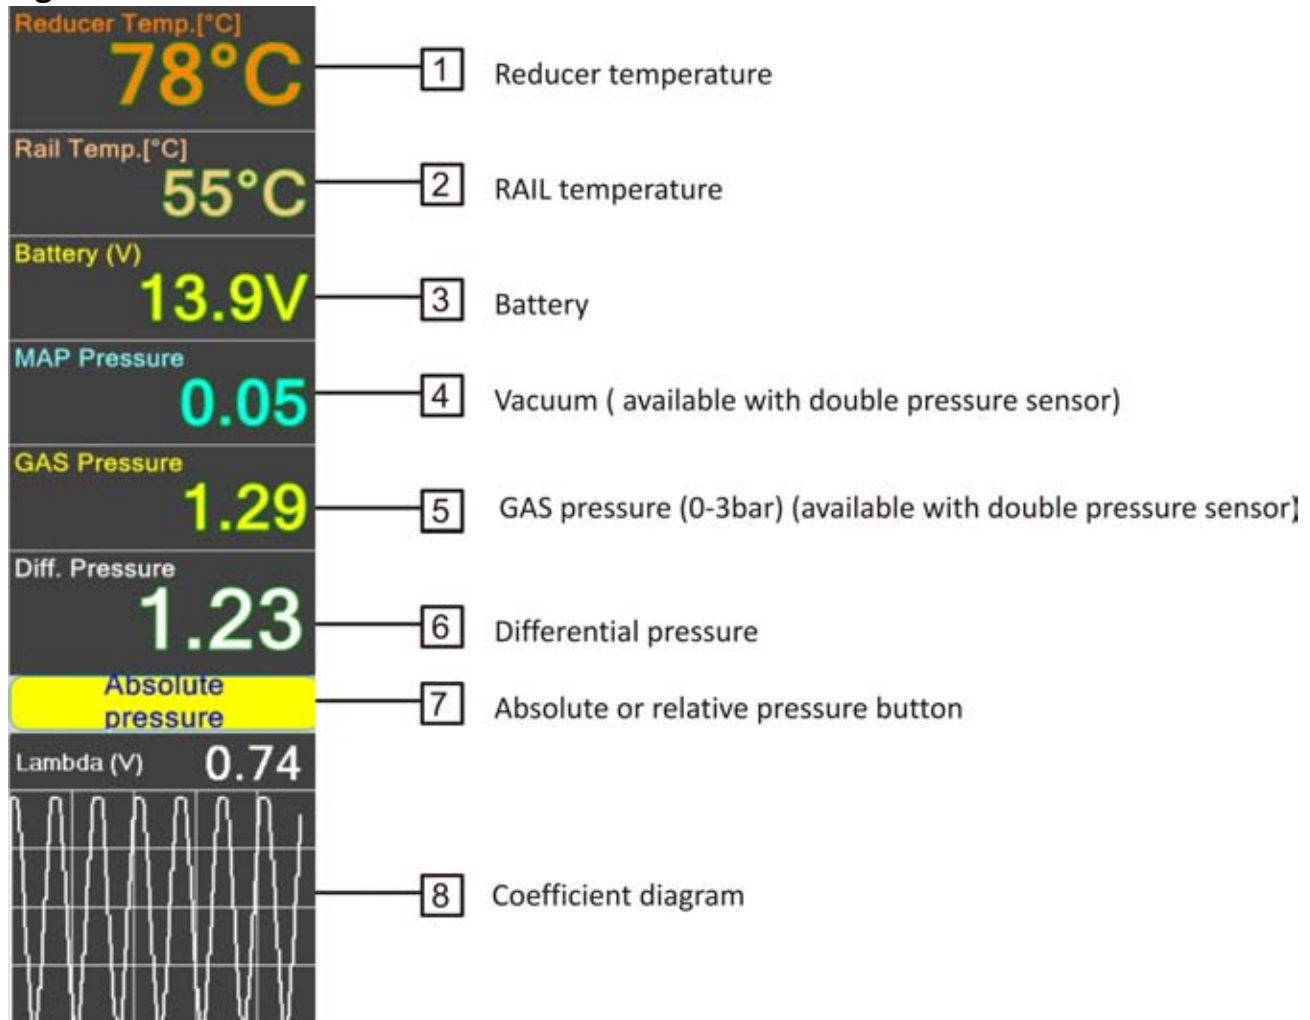 Reducer Temp.[°C]
78°C
1 Reducer temperature
Rail Temp.[°C]
55°C
2 RAIL temperature
Battery (V)
13.9V
3 Battery
MAP Pressure
0.05
4 Vacuum ( available with double pressure sensor)
GAS Pressure
1.29
5 GAS pressure (0-3bar) (available with double pressure sensor)
Diff. Pressure
1.23
6 Differential pressure
Absolute
pressure
7 Absolute or relative pressure button
Lambda (V) 0.74
8 Coefficient diagram